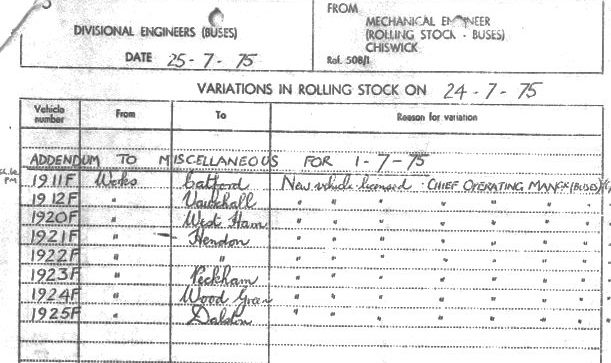 DIVISIONAL ENGINEERS (BUSES)
DATE 25-7-75
FROM
MECHANICAL ENGINEER
(ROLLING STOCK - BUSES)
CHISWICK
Ref. 508/1
VARIATIONS IN ROLLING STOCK ON 24-7-75
Vehicle number From To Reason for variation
ADDENDUM TO MISCELLANEOUS FOR 1-7-75
1911F Works Catford New vehicle licensed - CHIEF OPERATING MANGR (BUSES)
1912F " Vauxhall " " " " " " "
1920F " West Ham " " " " " " "
1921F " Hendon " " " " " " "
1922F " " " " " " " " "
1923F " Peckham " " " " " " "
1924F " Wood Green " " " " " " "
1925F " Dalston " " " " " " "